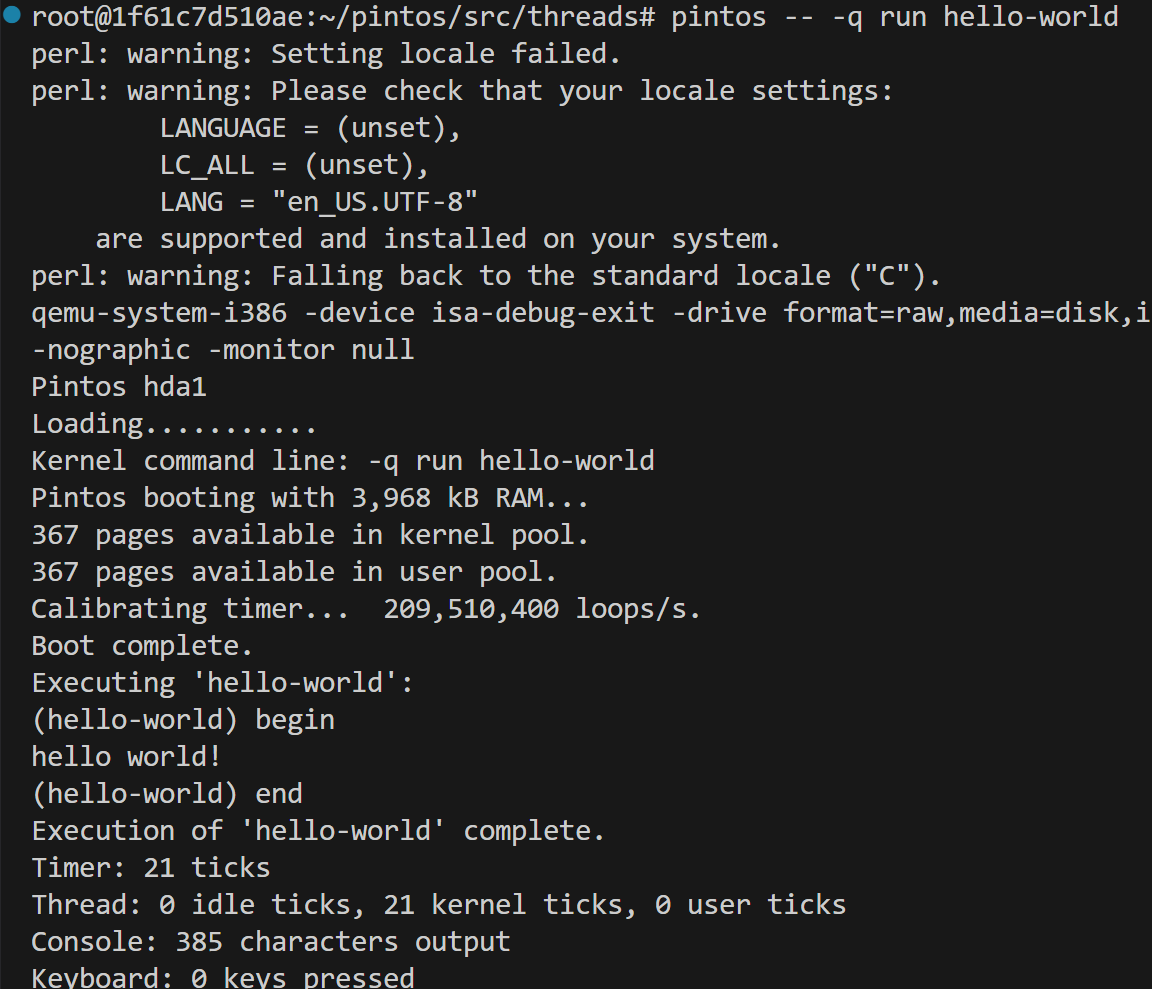 root@1f61c7d510ae:~/pintos/src/threads# pintos -- -q run hello-world
perl: warning: Setting locale failed.
perl: warning: Please check that your locale settings:
        LANGUAGE = (unset),
        LC_ALL = (unset),
        LANG = "en_US.UTF-8"
    are supported and installed on your system.
perl: warning: Falling back to the standard locale ("C").
qemu-system-i386 -device isa-debug-exit -drive format=raw,media=disk,i
-nographic -monitor null
Pintos hda1
Loading...........
Kernel command line: -q run hello-world
Pintos booting with 3,968 kB RAM...
367 pages available in kernel pool.
367 pages available in user pool.
Calibrating timer...  209,510,400 loops/s.
Boot complete.
Executing 'hello-world':
(hello-world) begin
hello world!
(hello-world) end
Execution of 'hello-world' complete.
Timer: 21 ticks
Thread: 0 idle ticks, 21 kernel ticks, 0 user ticks
Console: 385 characters output
Keyboard: 0 keys pressed